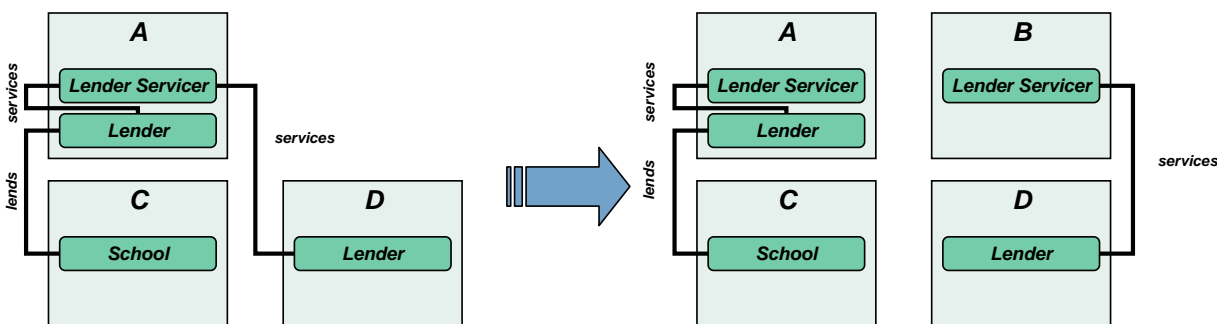 A
Lender Servicer
services
Lender
services
lends
C
School
D
Lender
A
Lender Servicer
services
Lender
lends
B
Lender Servicer
services
C
School
D
Lender